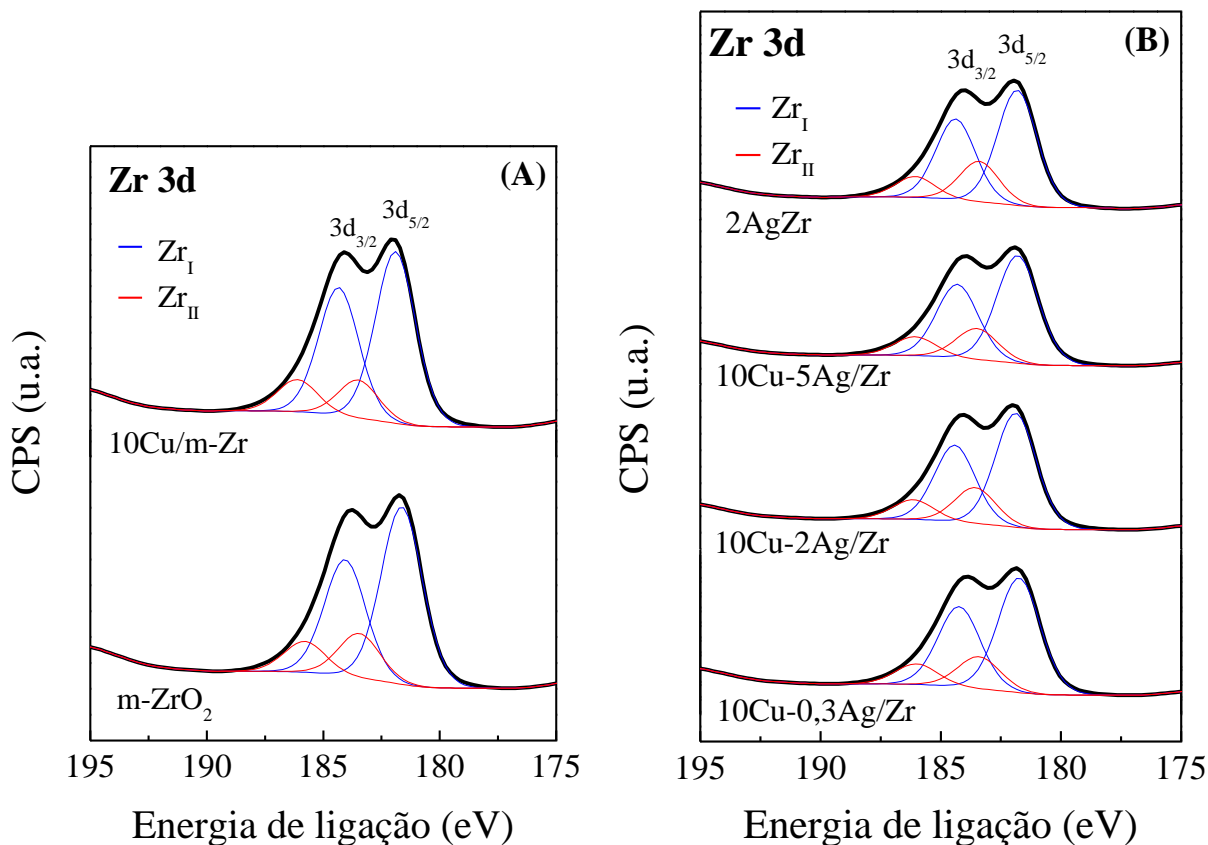 Zr 3d
(A)
3d3/2
3d5/2
ZrI
ZrII
10Cu/m-Zr
m-ZrO2
CPS (u.a.)
195 190 185 180 175
Energia de ligação (eV)
Zr 3d
(B)
3d3/2
3d5/2
ZrI
ZrII
2AgZr
10Cu-5Ag/Zr
10Cu-2Ag/Zr
10Cu-0,3Ag/Zr
CPS (u.a.)
195 190 185 180 175
Energia de ligação (eV)